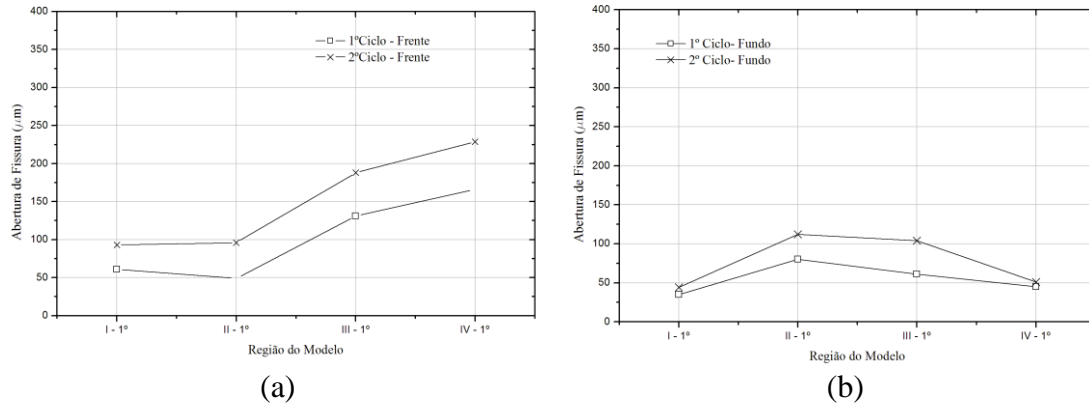 400
350
300
250
200
150
100
50
0
Abertura de Fissura (μm)
1ºCiclo - Frente
2ºCiclo - Frente
I - 1º
II - 1º
III - 1º
IV - 1º
Região do Modelo
(a)
400
350
300
250
200
150
100
50
0
Abertura de Fissura (μm)
1º Ciclo- Fundo
2º Ciclo- Fundo
I - 1º
II - 1º
III - 1º
IV - 1º
Região do Modelo
(b)